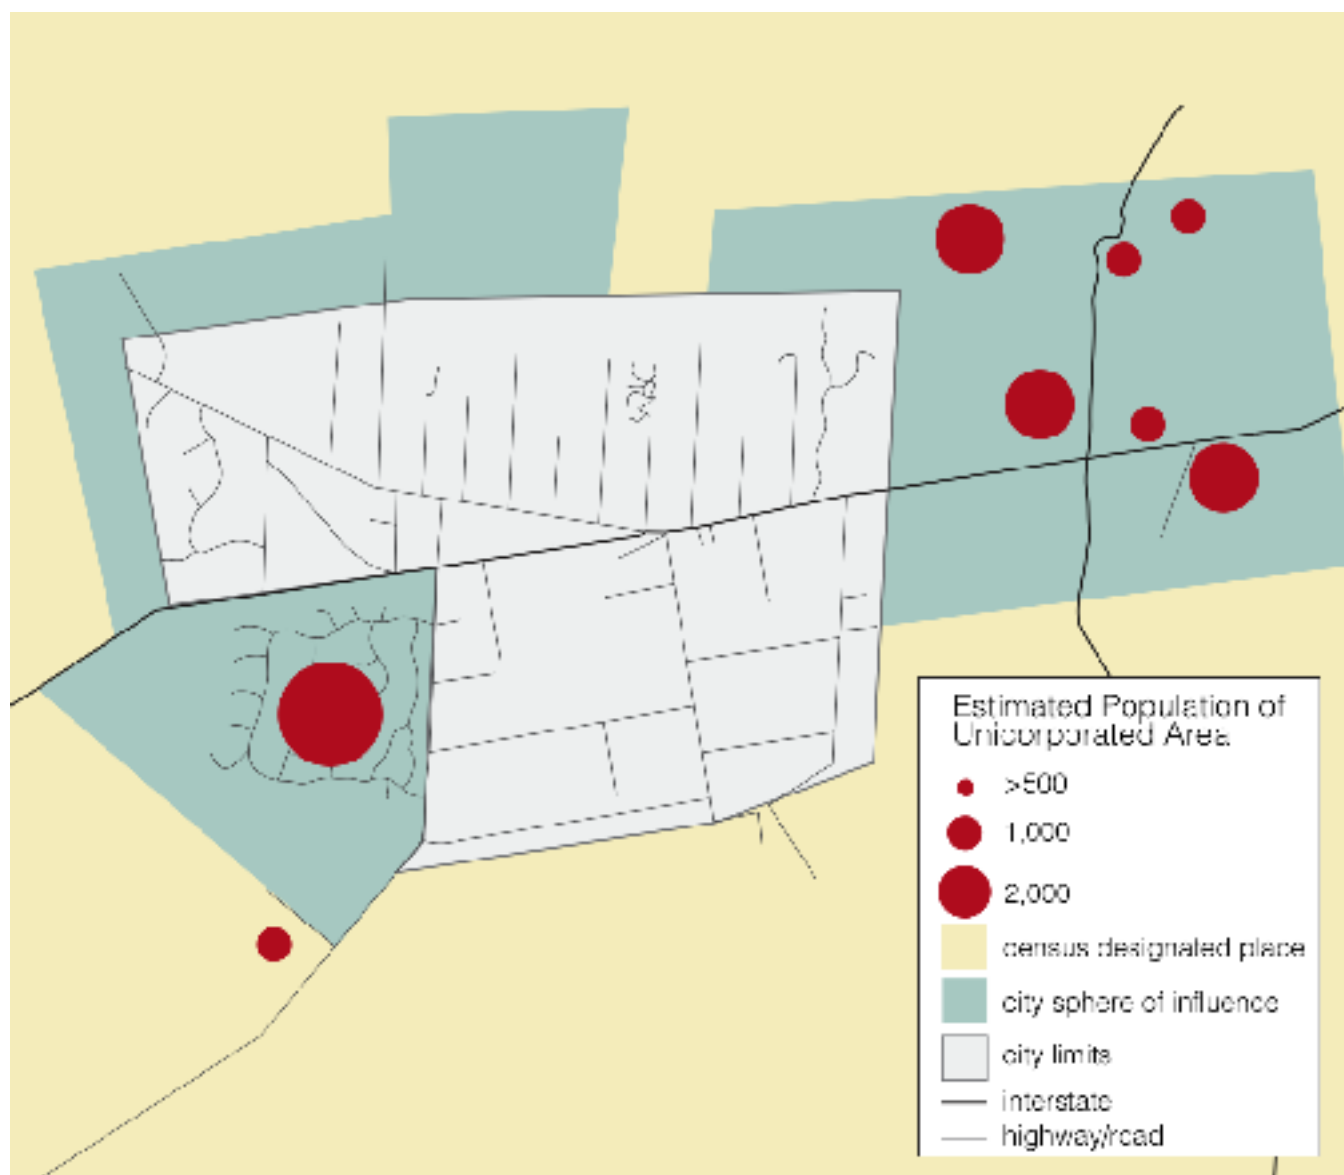 Estimated Population of
Unicorporated Area
>500
1,000
2,000
census designated place
city sphere of influence
city limits
interstate
highway/road